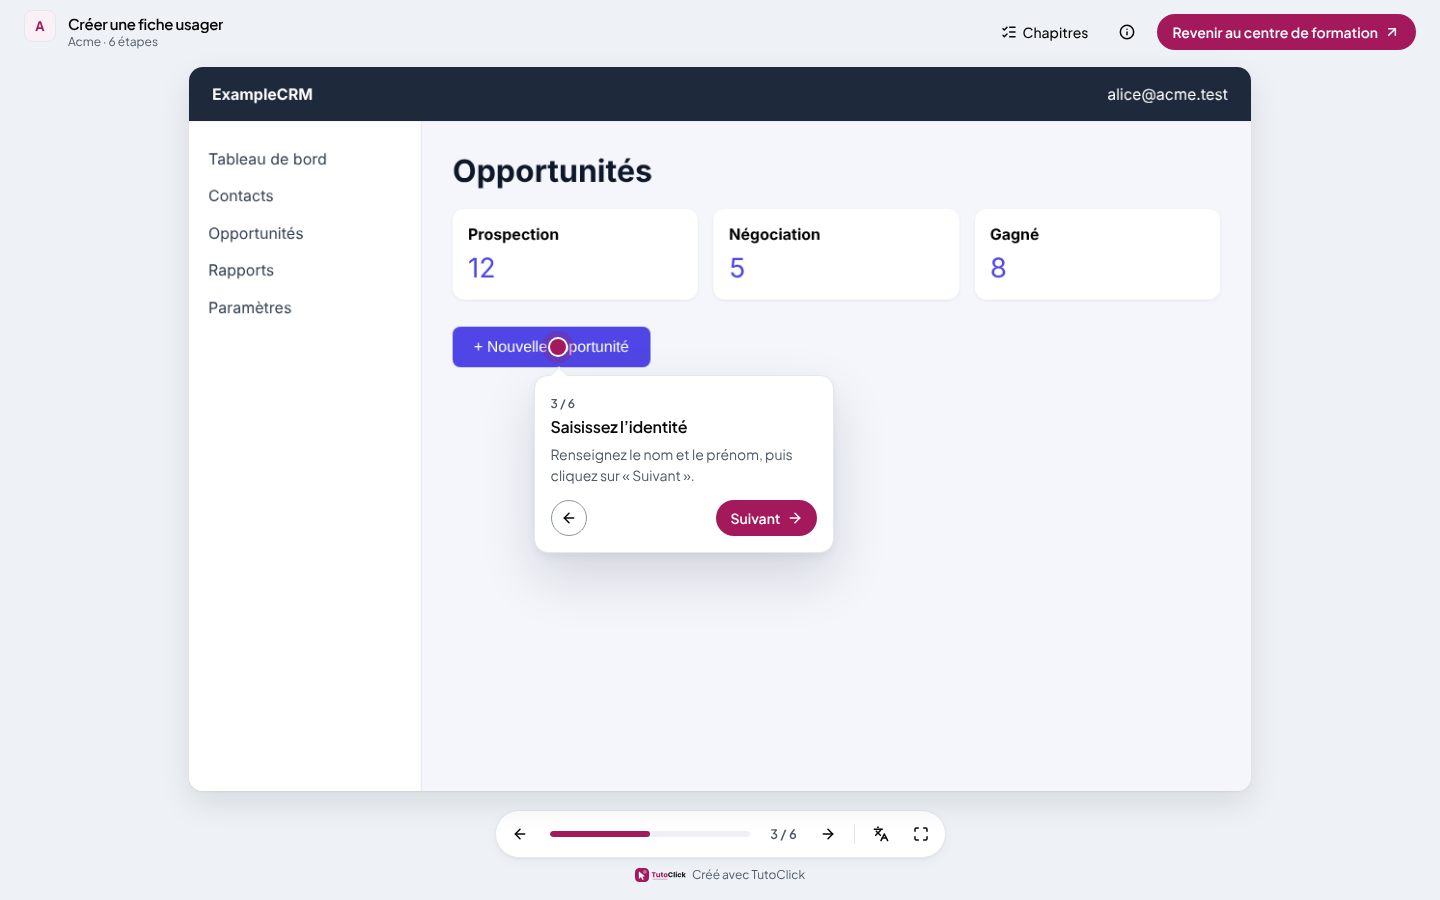 A
Créer une fiche usager
Acme · 6 étapes
Chapitres
Revenir au centre de formation
ExampleCRM
alice@acme.test
Tableau de bord
Contacts
Opportunités
Rapports
Paramètres
Opportunités
Prospection
12
Négociation
5
Gagné
8
+ Nouvelle portunité
3 / 6
Saisissez l’identité
Renseignez le nom et le prénom, puis
cliquez sur « Suivant ».
Suivant
3 / 6
TutoClick Créé avec TutoClick